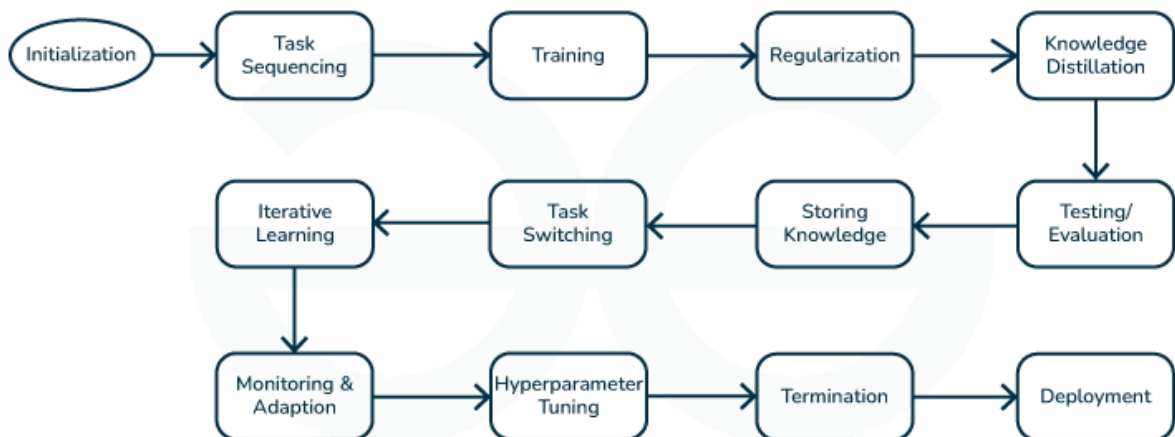 Initialization
Task
Sequencing
Training
Regularization
Knowledge
Distillation
Testing/
Evaluation
Storing
Knowledge
Task
Switching
Iterative
Learning
Monitoring &
Adaption
Hyperparameter
Tuning
Termination
Deployment